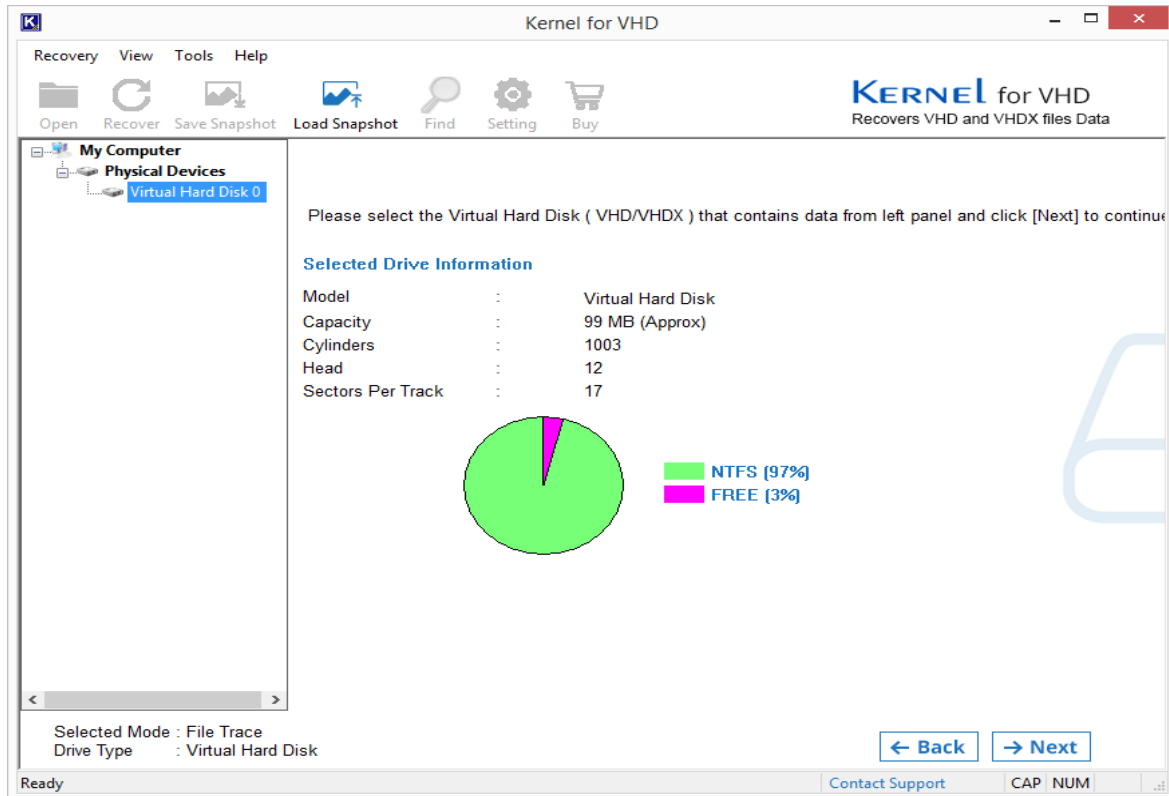 Kernel for VHD
Recovery View Tools Help
Open Recover Save Snapshot Load Snapshot Find Setting Buy
KERNEL for VHD
Recovers VHD and VHDX files Data
My Computer
Physical Devices
Virtual Hard Disk 0
Please select the Virtual Hard Disk ( VHD/VHDX ) that contains data from left panel and click [Next] to continue
Selected Drive Information
Model : Virtual Hard Disk
Capacity : 99 MB (Approx)
Cylinders : 1003
Head : 12
Sectors Per Track : 17
NTFS (97%)
FREE (3%)
Selected Mode : File Trace
Drive Type : Virtual Hard Disk
← Back → Next
Ready Contact Support CAP NUM